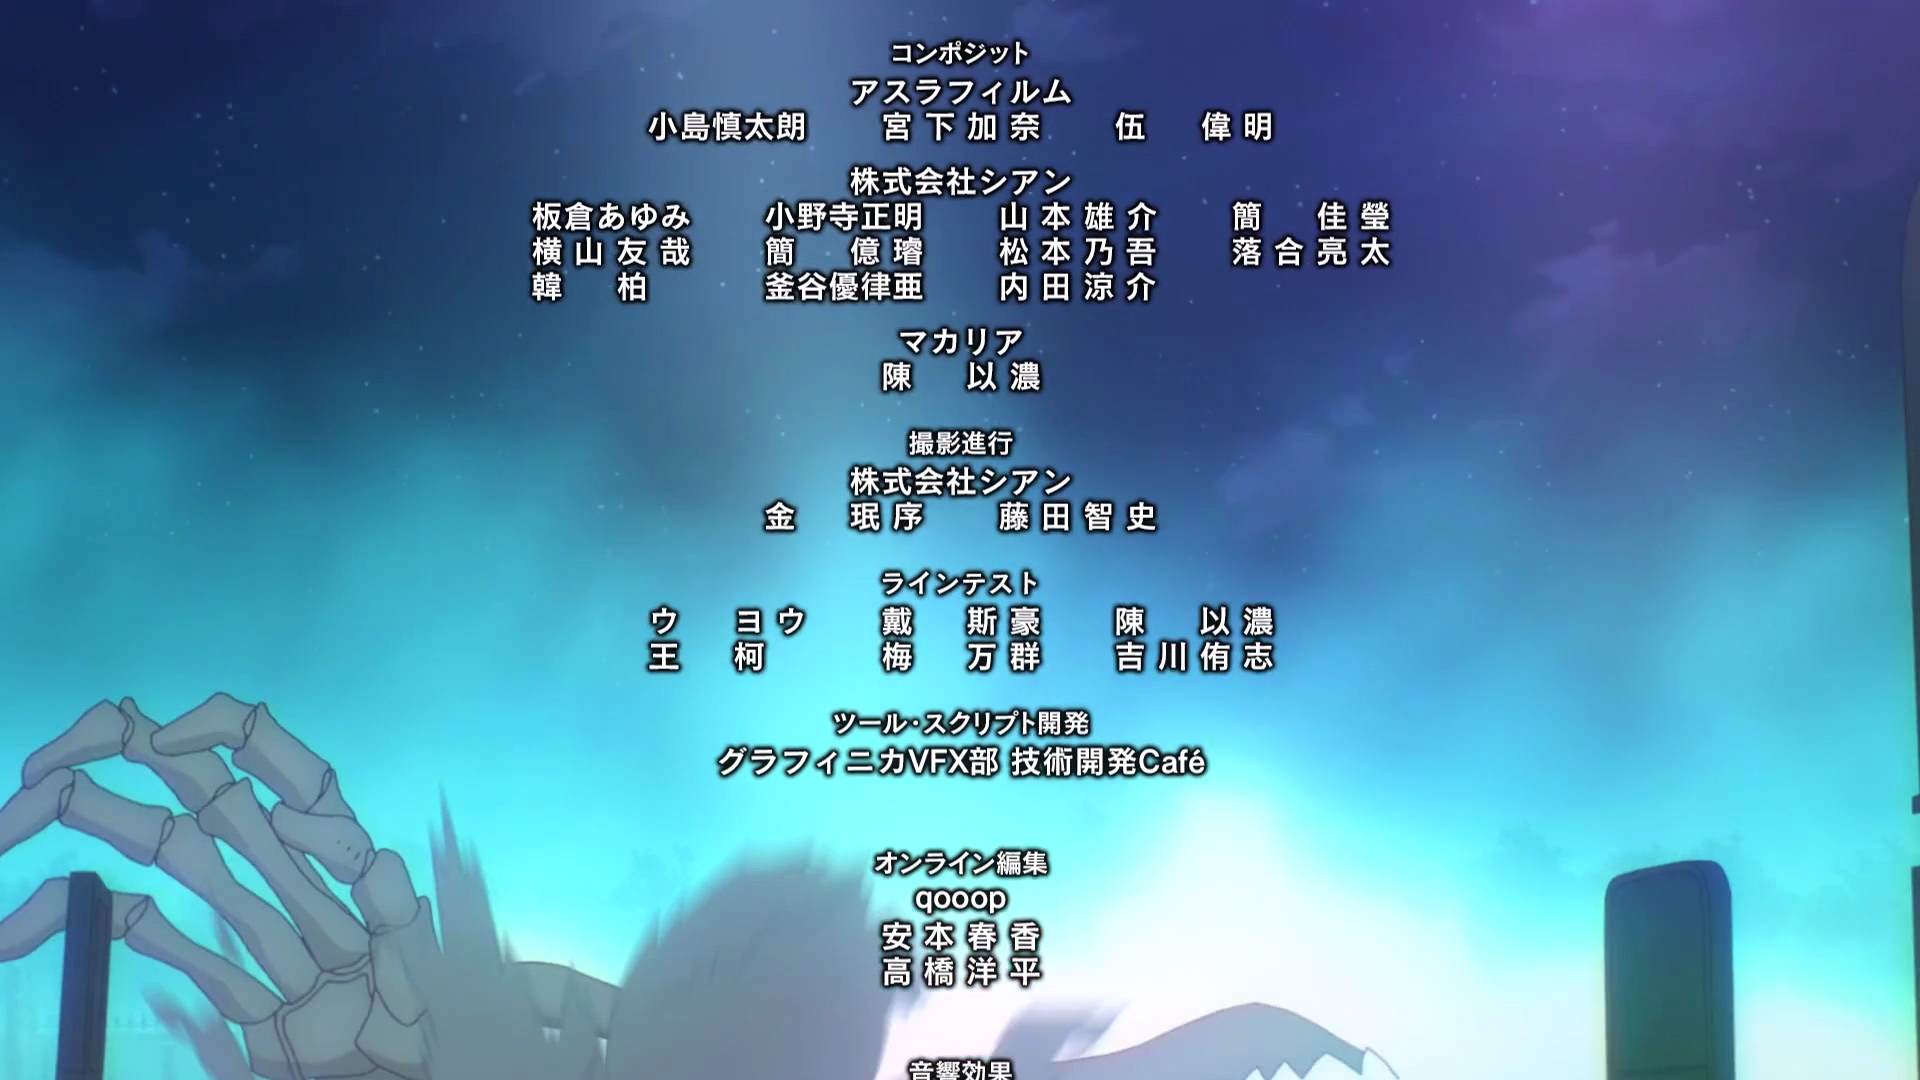 コンポジット
アスラフィルム
小島慎太朗 宮下加奈 伍 偉明
株式会社シアン
板倉あゆみ 小野寺正明 山本雄介 簡 佳瑩
横山友哉 簡 億璿 松本乃吾 落合亮太
韓 柏 釜谷優律亜 内田涼介
マカリア
陳 以濃
撮影進行
株式会社シアン
金 珉序 藤田智史
ラインテスト
ウ ヨウ 戴 斯豪 陳 以濃
王 柯 梅 万群 吉川侑志
ツール・スクリプト開発
グラフィニカVFX部 技術開発Café
オンライン編集
qooop
安本春香
高橋洋平
音響効果